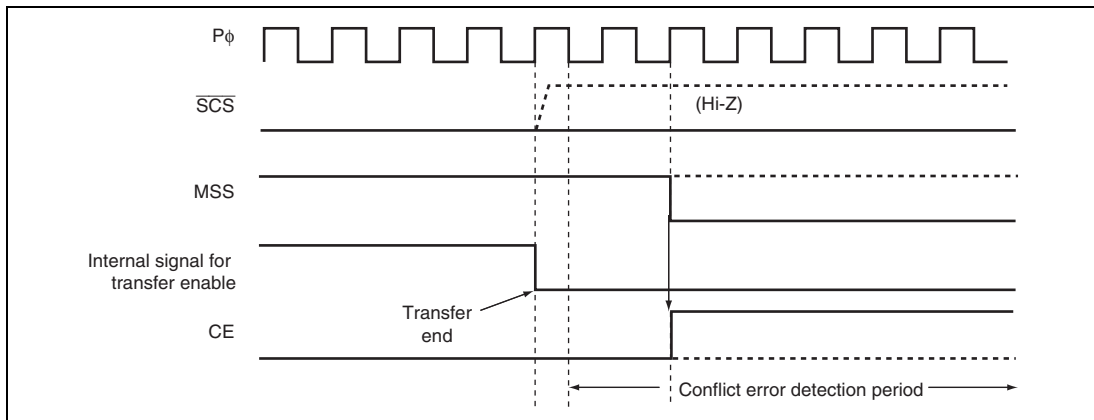 Pϕ
SCS
(Hi-Z)
MSS
Internal signal for
transfer enable
Transfer
end
CE
Conflict error detection period